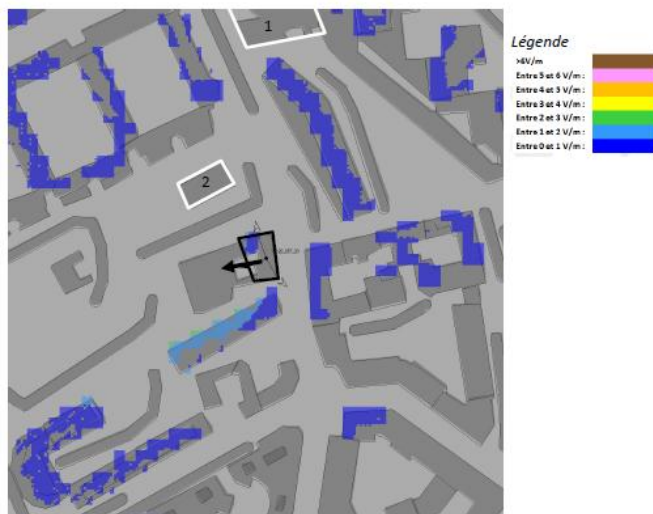 1
Légende
>6V/m
Entre 5 et 6 V/m :
Entre 4 et 5 V/m :
Entre 3 et 4 V/m :
Entre 2 et 3 V/m :
Entre 1 et 2 V/m :
Entre 0 et 1 V/m :
2